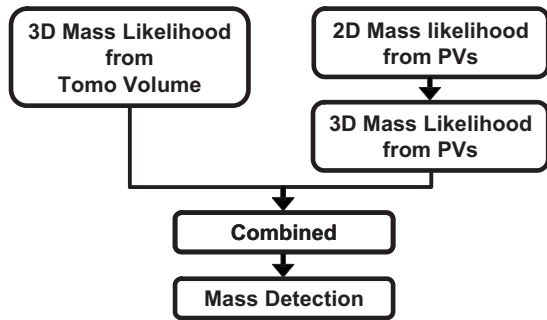 3D Mass Likelihood
from
Tomo Volume
2D Mass likelihood
from PVs
3D Mass Likelihood
from PVs
Combined
Mass Detection